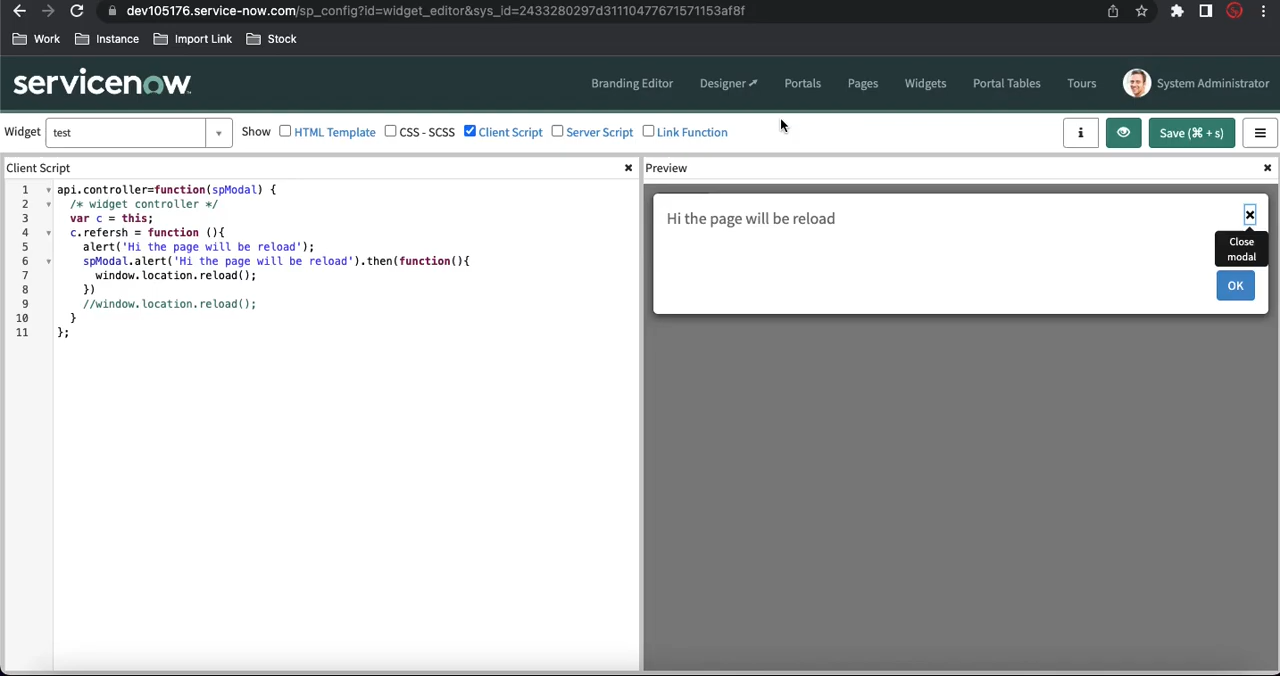 dev105176.service-now.com/sp_config?id=widget_editor&sys_id=2433280297d31110477671571153af8f
Work Instance Import Link Stock
servicenow
Branding Editor Designer Portals Pages Widgets Portal Tables Tours System Administrator
Widget test Show HTML Template CSS - SCSS Client Script Server Script Link Function i Save (⌘ + s)
Client Script
1 api.controller=function(spModal) {
2 /* widget controller */
3 var c = this;
4 c.refersh = function (){
5 alert('Hi the page will be reload');
6 spModal.alert('Hi the page will be reload').then(function(){
7 window.location.reload();
8 })
9 //window.location.reload();
10 }
11 };
Preview
Hi the page will be reload
Close
modal
OK